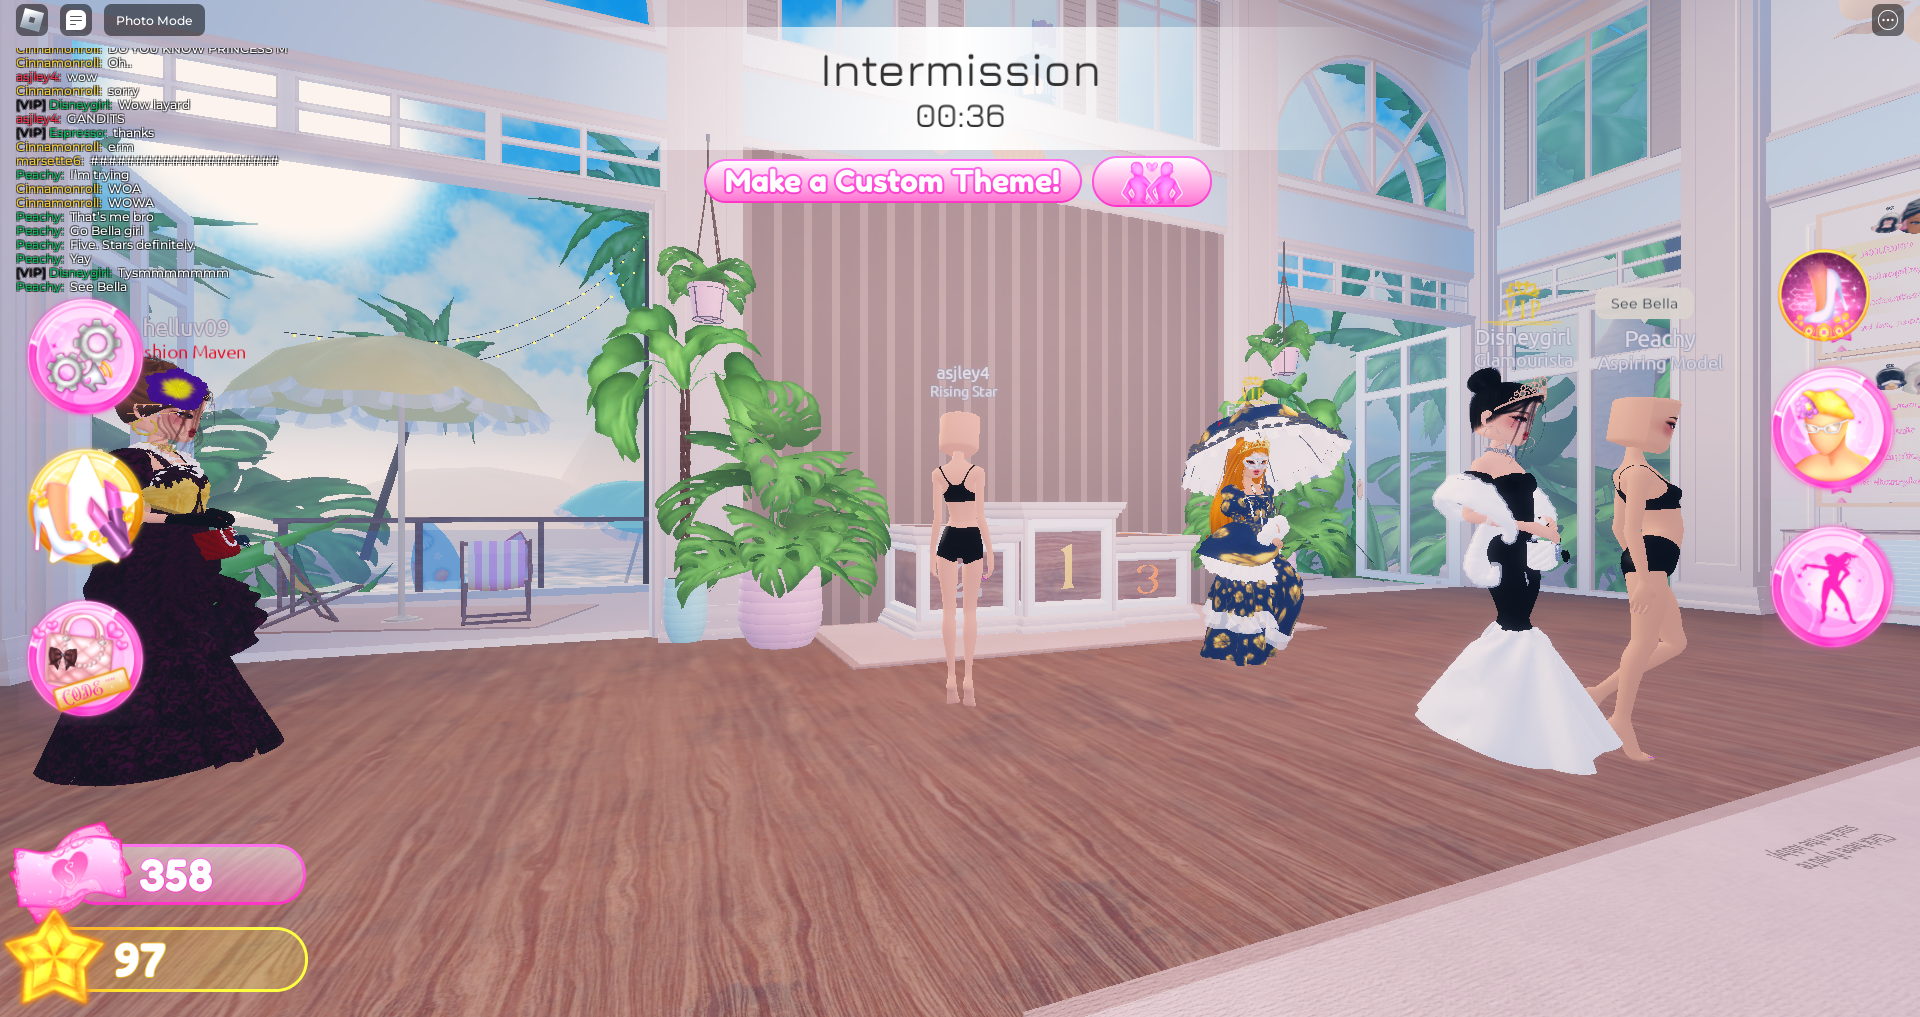 Photo Mode
Cinnamonroll: DO YOU KNOW PRINCESS M
Cinnamonroll: Oh..
asjley4: wow
Cinnamonroll: sorry
[VIP] Disneygirl: Wow layard
asjley4: GANDITS
[VIP] Espresso: thanks
Cinnamonroll: erm
marsette6: #####################
Peachy: I'm trying
Cinnamonroll: WOA
Cinnamonroll: WOWA
Peachy: That's me bro
Peachy: Go Bella girl
Peachy: Five. Stars definitely.
Peachy: Yay
[VIP] Disneygirl: Tysmmmmmmm
Peachy: See Bella
Intermission
00:36
Make a Custom Theme!
helluv09
shion Maven
asjley4
Rising Star
VIP
VIP
Disneygirl
Glamourista
See Bella
Peachy
Aspiring Model
1
3
CODE
358
97